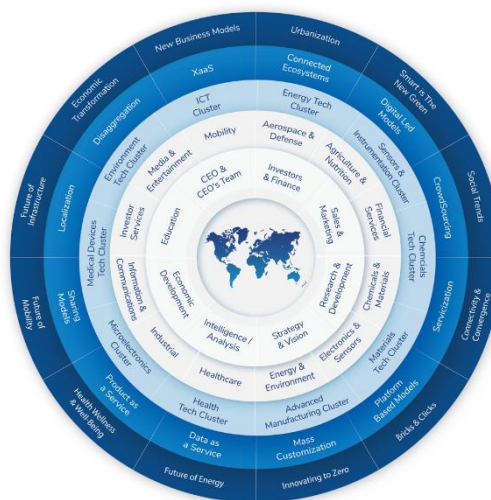 New Business Models
Urbanization
Smart is The
New Green
Social Trends
Connectivity &
Convergence
Bricks & Clicks
Innovating to Zero
Future of Energy
Health Wellness
& Well-Being
Future of
Mobility
Future of
Infrastructure
Economic
Transformation
XaaS
Connected
Ecosystems
Digital Led
Models
CrowdSourcing
Servicization
Platform
Based Models
Mass
Customization
Data as
a Service
Product as
a Service
Sharing
Models
Localization
Disaggregation
ICT
Cluster
Energy Tech
Cluster
Sensors &
Instrumentation Cluster
Chemcials
Tech Cluster
Materials
Tech Cluster
Advanced
Manufacturing Cluster
Health
Tech Cluster
Microelectronics
Cluster
Medical Devices
Tech Cluster
Environment
Tech Cluster
Mobility
Aerospace &
Defense
Agriculture &
Nutrition
Financial
Services
Chemicals &
Materials
Electronics &
Sensors
Energy &
Environment
Healthcare
Industrial
Information &
Communications
Investor
Services
Media &
Entertainment
CEO &
CEO's Team
Investors
& Finance
Sales &
Marketing
Research &
Development
Strategy
& Vision
Intelligence /
Analysis
Economic
Development
Education